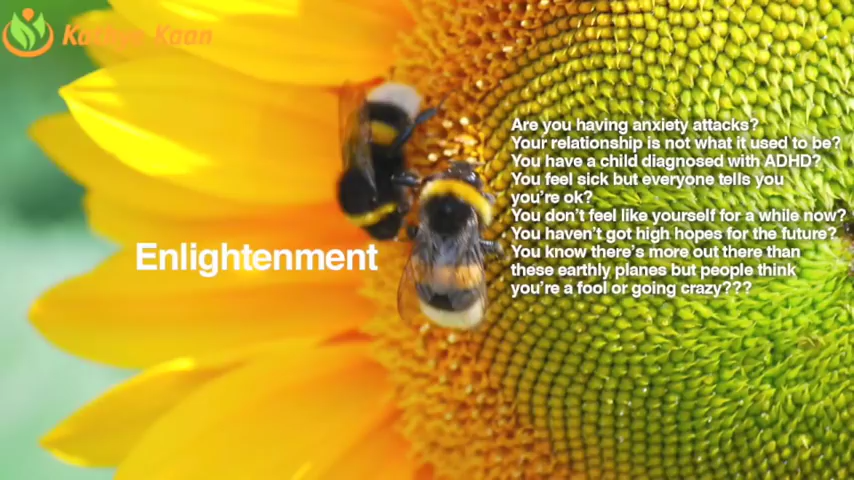 Kathye Kaan
Enlightenment
Are you having anxiety attacks?
Your relationship is not what it used to be?
You have a child diagnosed with ADHD?
You feel sick but everyone tells you
you're ok?
You don't feel like yourself for a while now?
You haven't got high hopes for the future?
You know there's more out there than
these earthly planes but people think
you're a fool or going crazy???